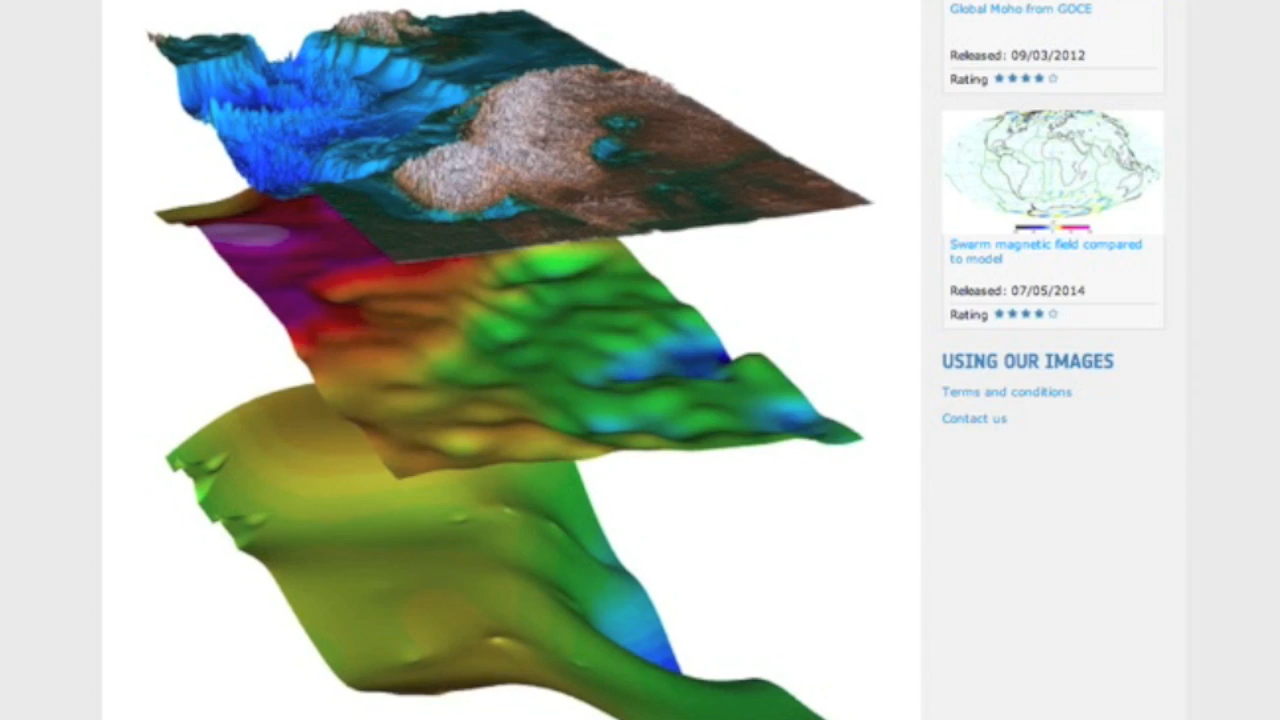 Global Moho from GOCE
Released: 09/03/2012
Rating
Swarm magnetic field compared
to model
Released: 07/05/2014
Rating
USING OUR IMAGES
Terms and conditions
Contact us